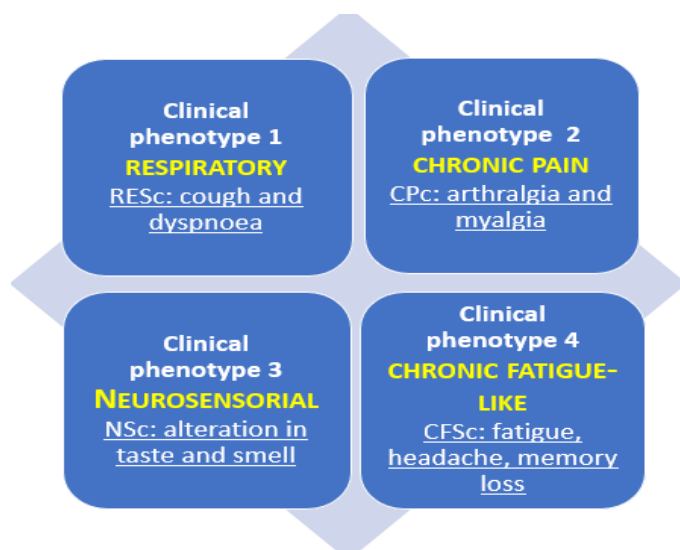 Clinical
phenotype 1
RESPIRATORY
RESc: cough and
dyspnoea
Clinical
phenotype 2
CHRONIC PAIN
CPc: arthralgia and
myalgia
Clinical
phenotype 3
NEUROSENSORIAL
NSc: alteration in
taste and smell
Clinical
phenotype 4
CHRONIC FATIGUE-
LIKE
CFSc: fatigue,
headache, memory
loss